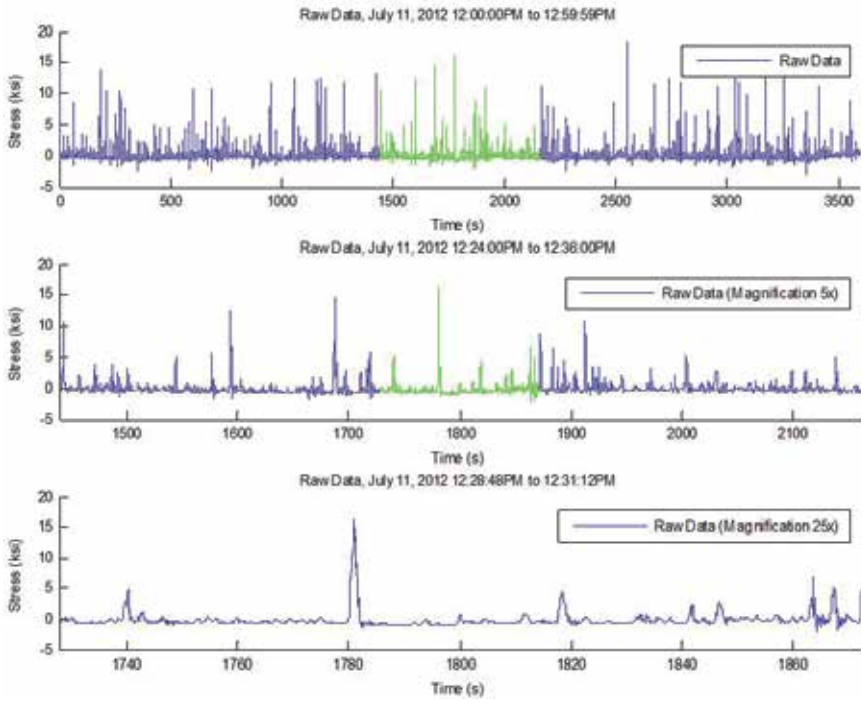 Raw Data, July 11, 2012 12:00:00PM to 12:59:59PM
20
15
10
5
0
-5
Stress (ksi)
Raw Data
0 500 1000 1500 2000 2500 3000 3500
Time (s)
Raw Data, July 11, 2012 12:24:00PM to 12:36:00PM
20
15
10
5
0
-5
Stress (ksi)
Raw Data (Magnification 5x)
1500 1600 1700 1800 1900 2000 2100
Time (s)
Raw Data, July 11, 2012 12:28:48PM to 12:31:12PM
20
15
10
5
0
-5
Stress (ksi)
Raw Data (Magnification 25x)
1740 1760 1780 1800 1820 1840 1860
Time (s)